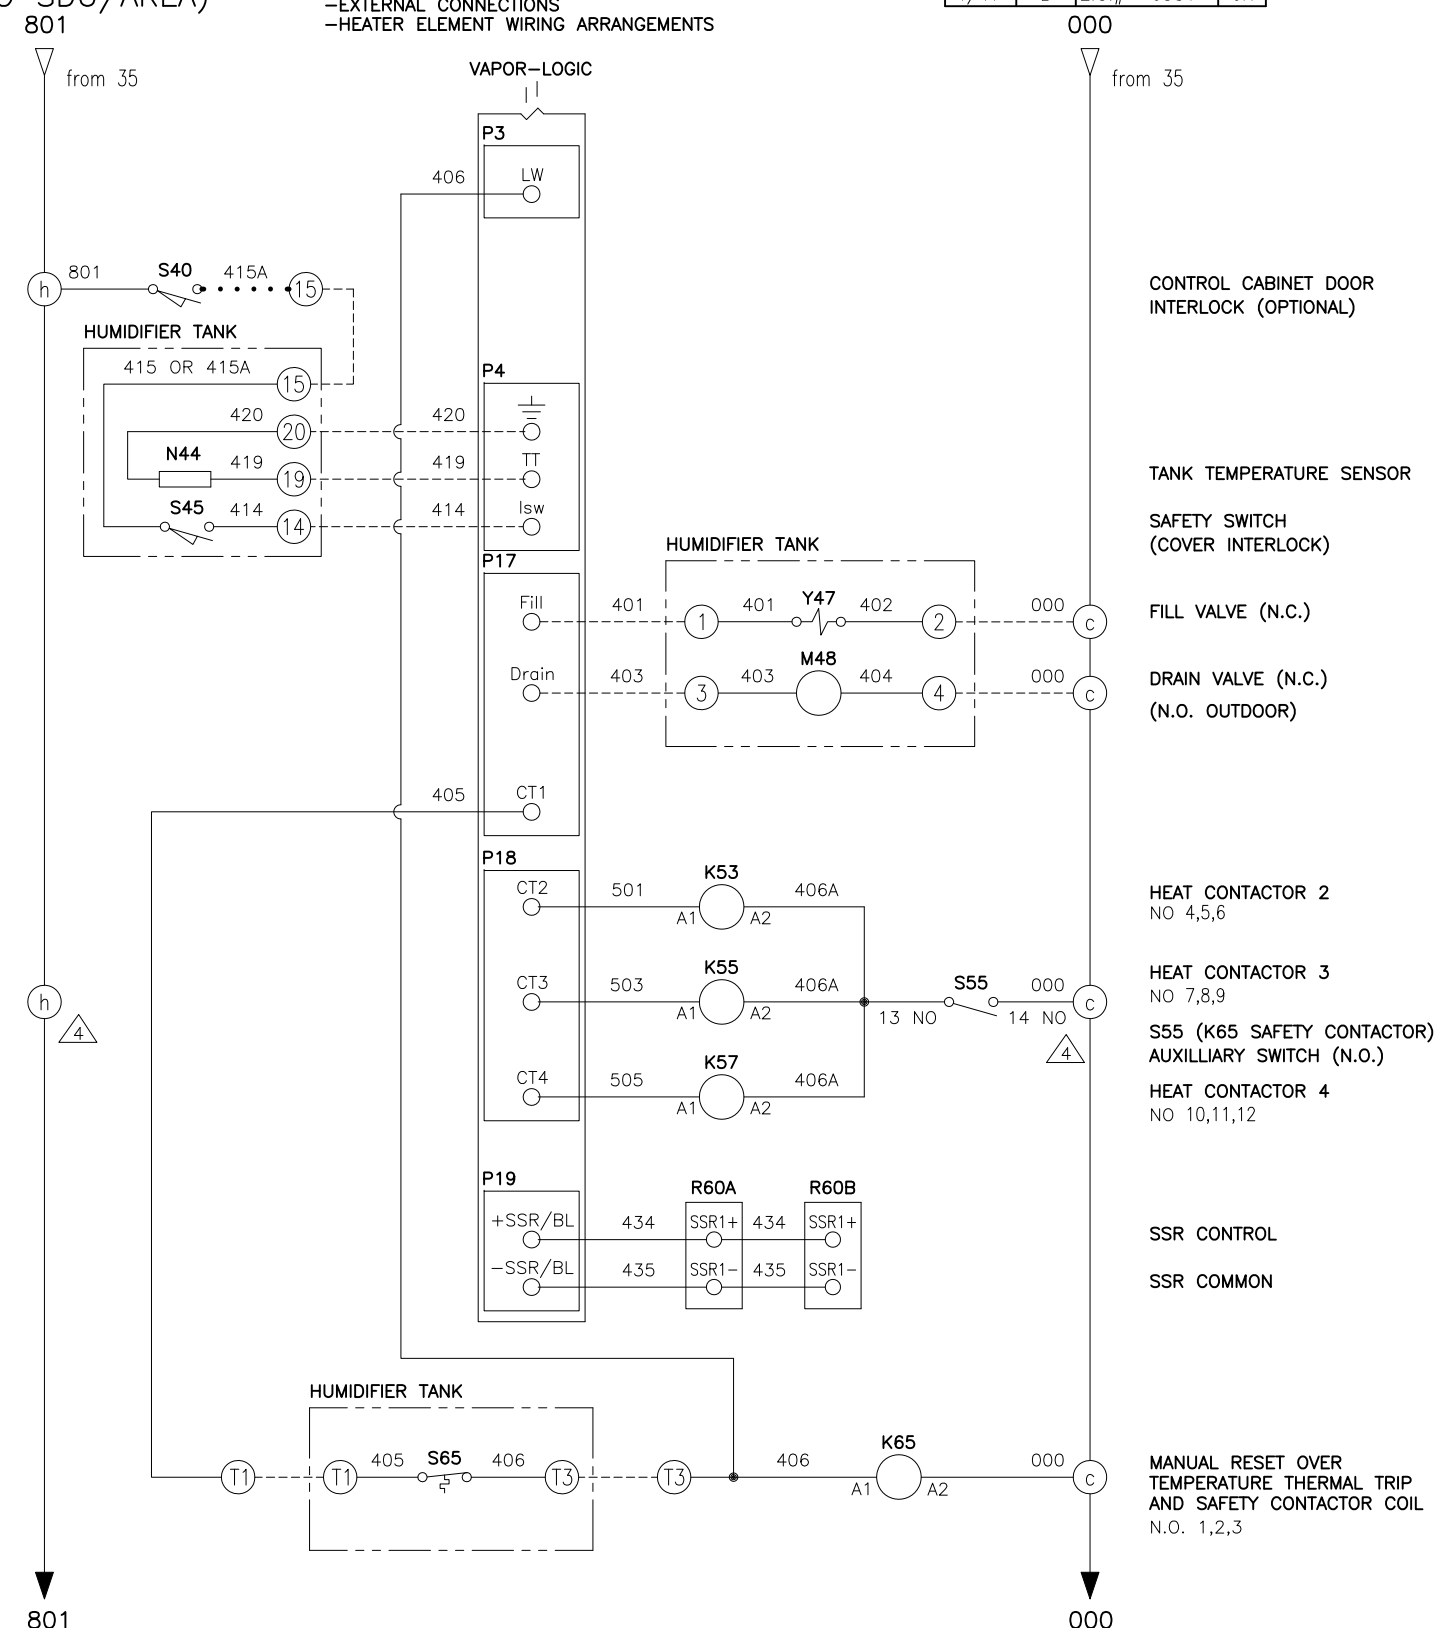 -EXTERNAL CONNECTIONS
-HEATER ELEMENT WIRING ARRANGEMENTS
801
000
from 35
from 35
VAPOR-LOGIC
P3
406
LW
h
801
S40
415A
15
CONTROL CABINET DOOR
INTERLOCK (OPTIONAL)
HUMIDIFIER TANK
415 OR 415A
15
P4
420
20
420
N44
419
19
419
TT
TANK TEMPERATURE SENSOR
S45
414
14
414
Isw
SAFETY SWITCH
(COVER INTERLOCK)
HUMIDIFIER TANK
P17
Fill
401
1
401
Y47
402
2
000
c
FILL VALVE (N.C.)
Drain
403
3
403
M48
404
4
000
c
DRAIN VALVE (N.C.)
(N.O. OUTDOOR)
405
CT1
P18
CT2
501
A1
K53
A2
406A
HEAT CONTACTOR 2
NO 4,5,6
CT3
503
A1
K55
A2
406A
13 NO
S55
14 NO
000
c
HEAT CONTACTOR 3
NO 7,8,9
h
4
4
S55 (K65 SAFETY CONTACTOR)
AUXILLIARY SWITCH (N.O.)
CT4
505
A1
K57
A2
406A
HEAT CONTACTOR 4
NO 10,11,12
P19
R60A
R60B
+SSR/BL
434
SSR1+
434
SSR1+
SSR CONTROL
-SSR/BL
435
SSR1-
435
SSR1-
SSR COMMON
HUMIDIFIER TANK
T1
T1
405
S65
406
T3
T3
406
A1
K65
A2
000
c
MANUAL RESET OVER
TEMPERATURE THERMAL TRIP
AND SAFETY CONTACTOR COIL
N.O. 1,2,3
801
000